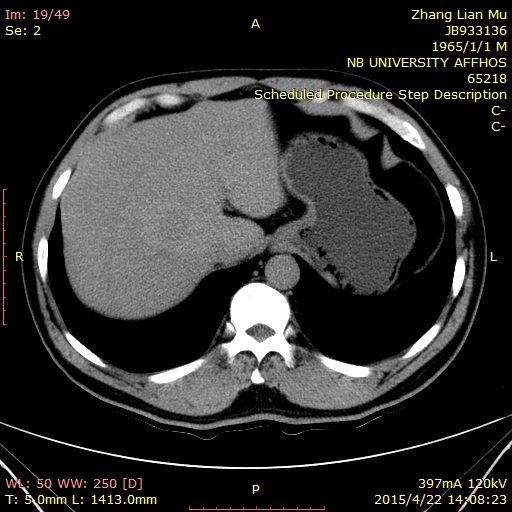 Im: 19/49
Se: 2
A
Zhang Lian Mu
JB933136
1965/1/1 M
NB UNIVERSITY AFFHOS
65218
Scheduled Procedure Step Description
C-
C-
R
L
WL: 50 WW: 250 [D]
T: 5.0mm L: 1413.0mm
P
397mA 120kV
2015/4/22 14:08:23